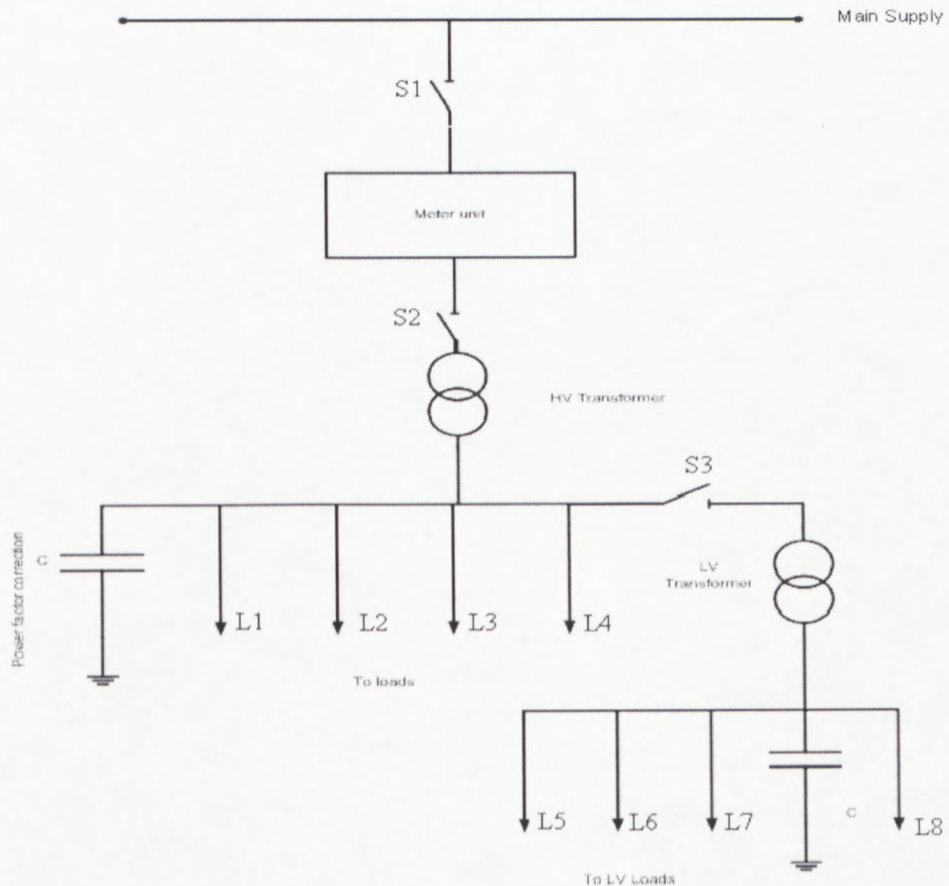 Main Supply
S1
Meter unit
S2
HV Transformer
S3
Power factor correction
C
LV
Transformer
L1
L2
L3
L4
To loads
L5
L6
L7
C
L8
To LV Loads